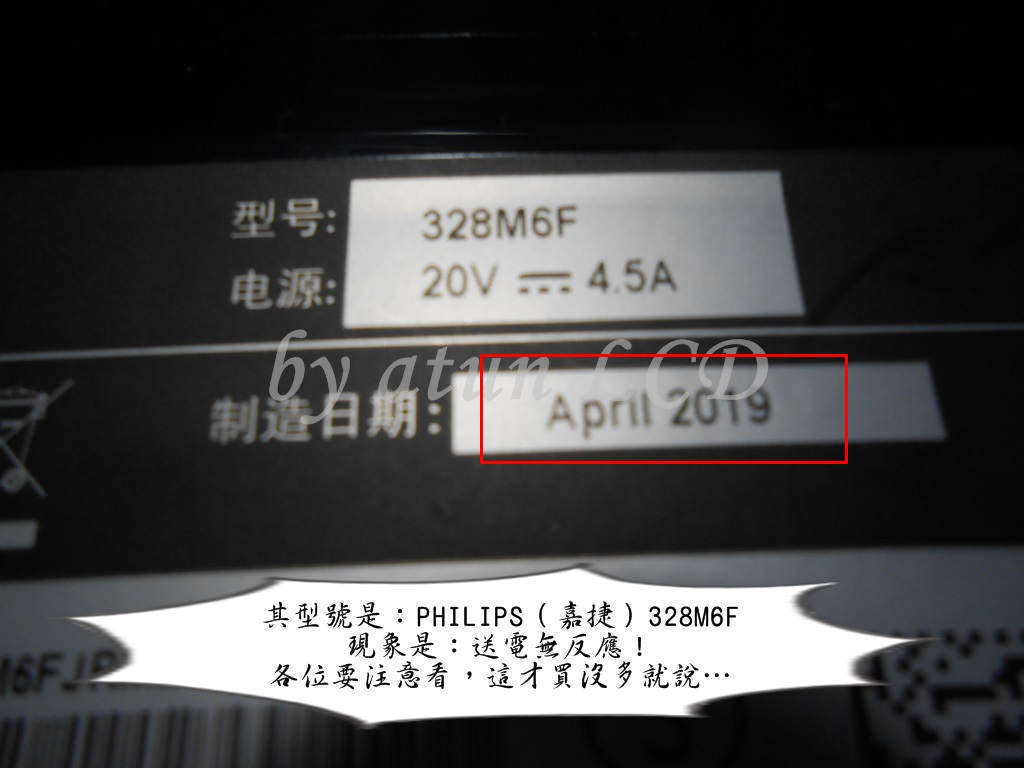 型号: 328M6F
电源: 20V ⎓ 4.5A
by atun LCD
制造日期: April 2019
其型號是：PHILIPS（嘉捷）328M6F
現象是：送電無反應！
各位要注意看，這才買沒多就說…